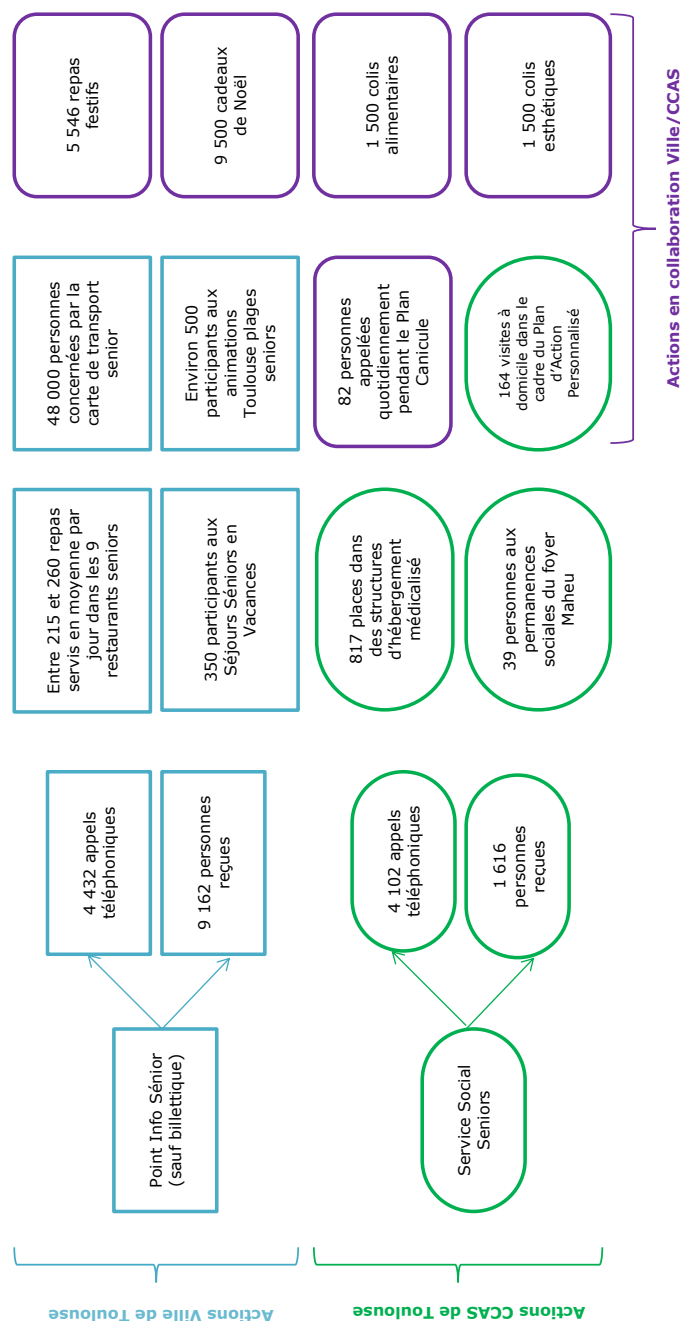 Actions Ville de Toulouse
Point Info Sénior
(sauf billettique)
4 432 appels
téléphoniques
9 162 personnes
reçues
Entre 215 et 260 repas
servis en moyenne par
jour dans les 9
restaurants seniors
350 participants aux
Séjours Séniors en
Vacances
48 000 personnes
concernées par la
carte de transport
senior
Environ 500
participants aux
animations
Toulouse plages
seniors
5 546 repas
festifs
9 500 cadeaux
de Noël
Actions CCAS de Toulouse
Service Social
Seniors
4 102 appels
téléphoniques
1 616
personnes
reçues
817 places dans
des structures
d’hébergement
médicalisé
39 personnes aux
permanences
sociales du foyer
Maheu
82 personnes
appelées
quotidiennement
pendant le Plan
Canicule
164 visites à
domicile dans le
cadre du Plan
d’Action
Personnalisé
1 500 colis
alimentaires
1 500 colis
esthétiques
Actions en collaboration Ville/CCAS